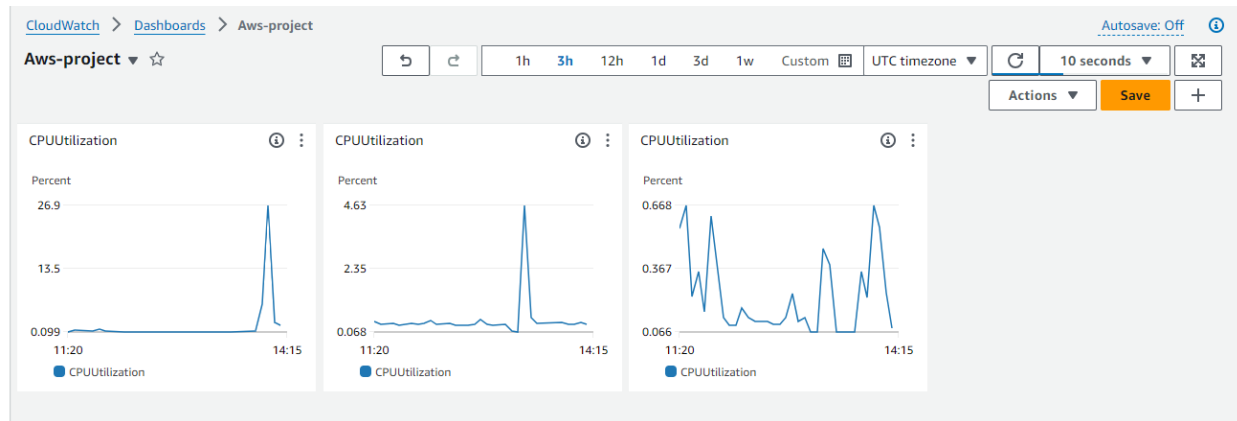 CloudWatch > Dashboards > Aws-project
Autosave: Off
Aws-project
1h 3h 12h 1d 3d 1w Custom UTC timezone 10 seconds
Actions Save
CPUUtilization
Percent
26.9
13.5
0.099
11:20 14:15
CPUUtilization
CPUUtilization
Percent
4.63
2.35
0.068
11:20 14:15
CPUUtilization
CPUUtilization
Percent
0.668
0.367
0.066
11:20 14:15
CPUUtilization